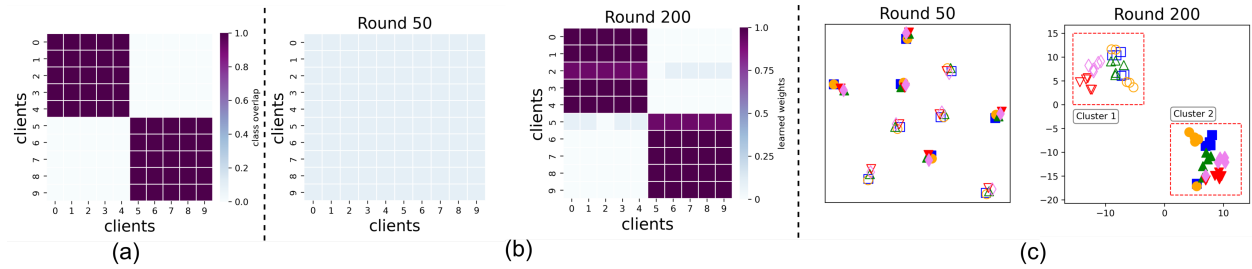 0
1
2
3
4
5
6
7
8
9
clients
0 1 2 3 4 5 6 7 8 9
clients
1.0
0.8
0.6
0.4
0.2
0.0
class overlap
(a)
Round 50
0
1
2
3
4
5
6
7
8
9
clients
0 1 2 3 4 5 6 7 8 9
clients
Round 200
0
1
2
3
4
5
6
7
8
9
clients
0 1 2 3 4 5 6 7 8 9
clients
1.0
0.75
0.5
0.25
0
learned weights
(b)
Round 50
Round 200
15
10
5
0
−5
−10
−15
−20
Cluster 1
Cluster 2
−10 0 10
(c)